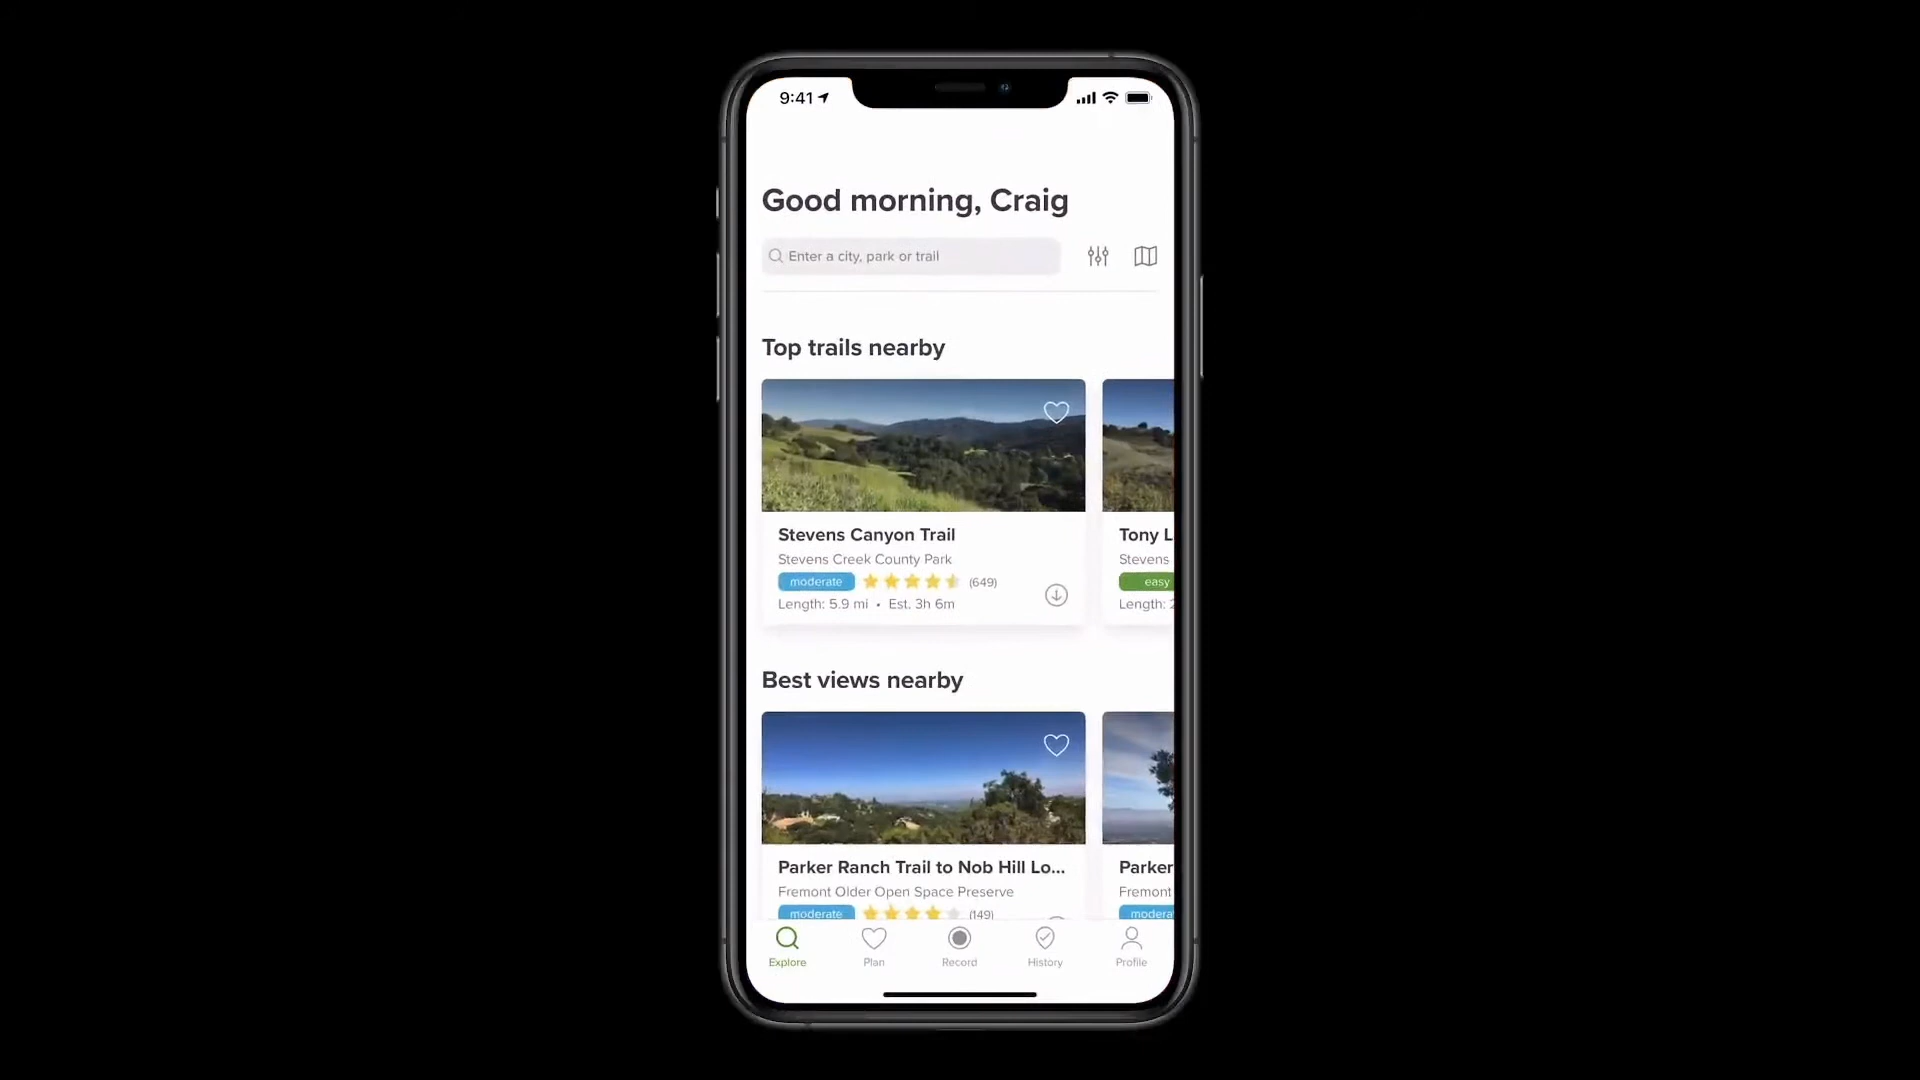 9:41
Good morning, Craig
Enter a city, park or trail
Top trails nearby
Stevens Canyon Trail
Stevens Creek County Park
moderate (649)
Length: 5.9 mi • Est. 3h 6m
Tony L
Stevens
easy
Length:
Best views nearby
Parker Ranch Trail to Nob Hill Lo...
Fremont Older Open Space Preserve
moderate (149)
Parker
Fremont
modera
Explore
Plan
Record
History
Profile